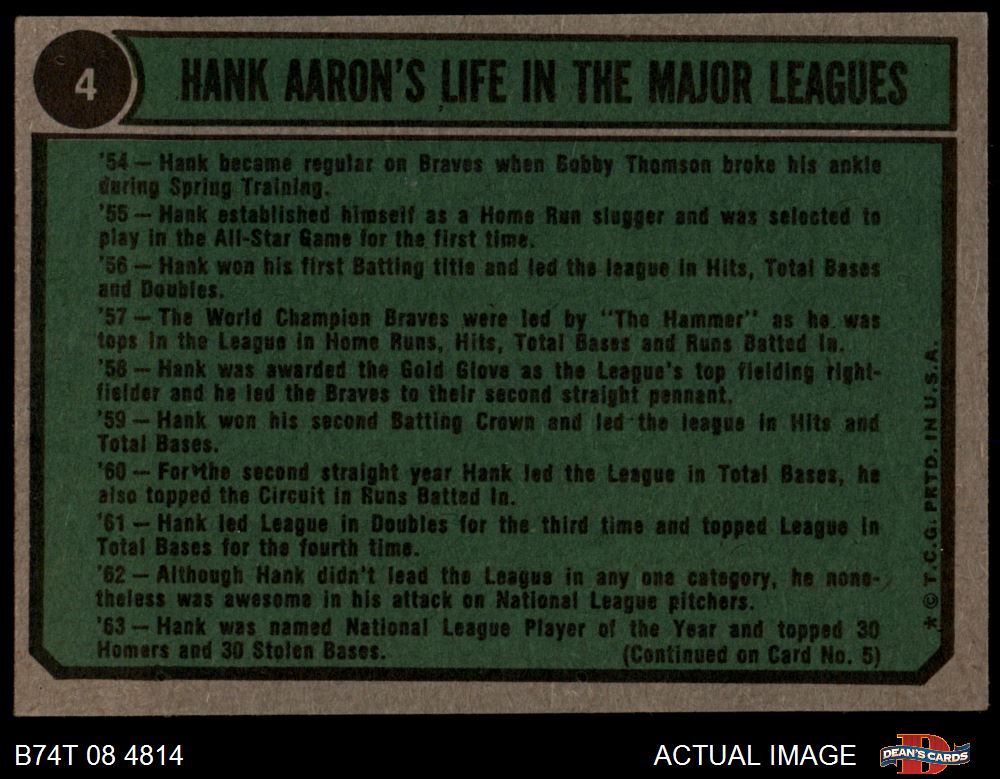 4
HANK AARON'S LIFE IN THE MAJOR LEAGUES
'54 — Hank became regular on Braves when Bobby Thomson broke his ankle
during Spring Training.
'55 — Hank established himself as a Home Run slugger and was selected to
play in the All-Star Game for the first time.
'56 — Hank won his first Batting title and led the league in Hits, Total Bases
and Doubles.
'57 — The World Champion Braves were led by "The Hammer" as he was
tops in the League in Home Runs, Hits, Total Bases and Runs Batted In.
'58 — Hank was awarded the Gold Glove as the League's top fielding right-
fielder and he led the Braves to their second straight pennant.
'59 — Hank won his second Batting Crown and led the league in Hits and
Total Bases.
'60 — For the second straight year Hank led the League in Total Bases, he
also topped the Circuit in Runs Batted In.
'61 — Hank led League in Doubles for the third time and topped League in
Total Bases for the fourth time.
'62 — Although Hank didn't lead the League in any one category, he none-
theless was awesome in his attack on National League pitchers.
'63 — Hank was named National League Player of the Year and topped 30
Homers and 30 Stolen Bases. (Continued on Card No. 5)
* © T.C.G. PRTD. IN U.S.A.
B74T 08 4814
ACTUAL IMAGE
DEAN'S CARDS